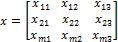 x = [x₁₁ x₁₂ x₁₃
x₂₁ x₂₂ x₂₃
xₘ₁ xₘ₂ xₘ₃]